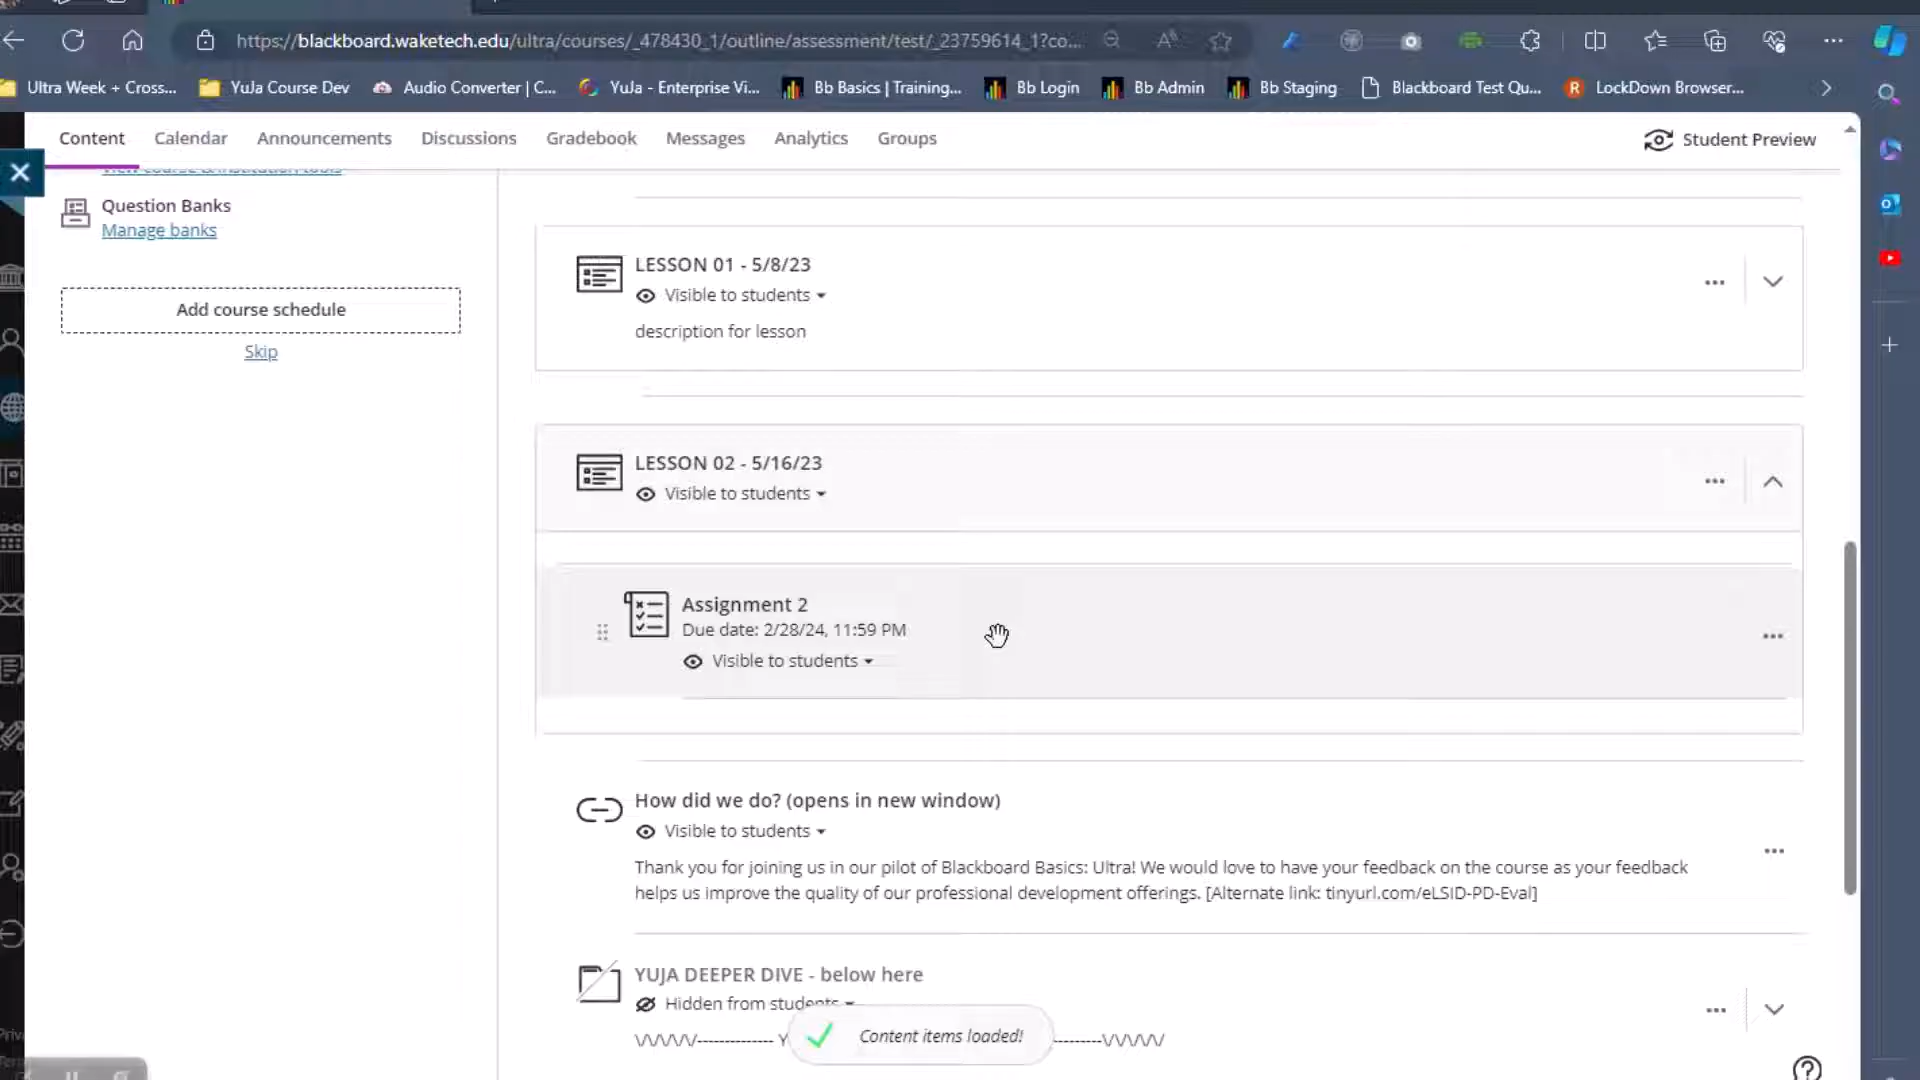 https://blackboard.waketech.edu/ultra/courses/_478430_1/outline/assessment/test/_23759614_1?co...
Ultra Week + Cross...
YuJa Course Dev
Audio Converter | C...
YuJa - Enterprise Vi...
Bb Basics | Training...
Bb Login
Bb Admin
Bb Staging
Blackboard Test Qu...
LockDown Browser...
Content
Calendar
Announcements
Discussions
Gradebook
Messages
Analytics
Groups
Student Preview
View course & institution tools
Question Banks
Manage banks
Add course schedule
Skip
LESSON 01 - 5/8/23
Visible to students
description for lesson
LESSON 02 - 5/16/23
Visible to students
Assignment 2
Due date: 2/28/24, 11:59 PM
Visible to students
How did we do? (opens in new window)
Visible to students
Thank you for joining us in our pilot of Blackboard Basics: Ultra! We would love to have your feedback on the course as your feedback
helps us improve the quality of our professional development offerings. [Alternate link: tinyurl.com/eLSID-PD-Eval]
YUJA DEEPER DIVE - below here
Hidden from students
\/\/\/\/\/-------------- Y
---------\/\/\/\/\/
Content items loaded!